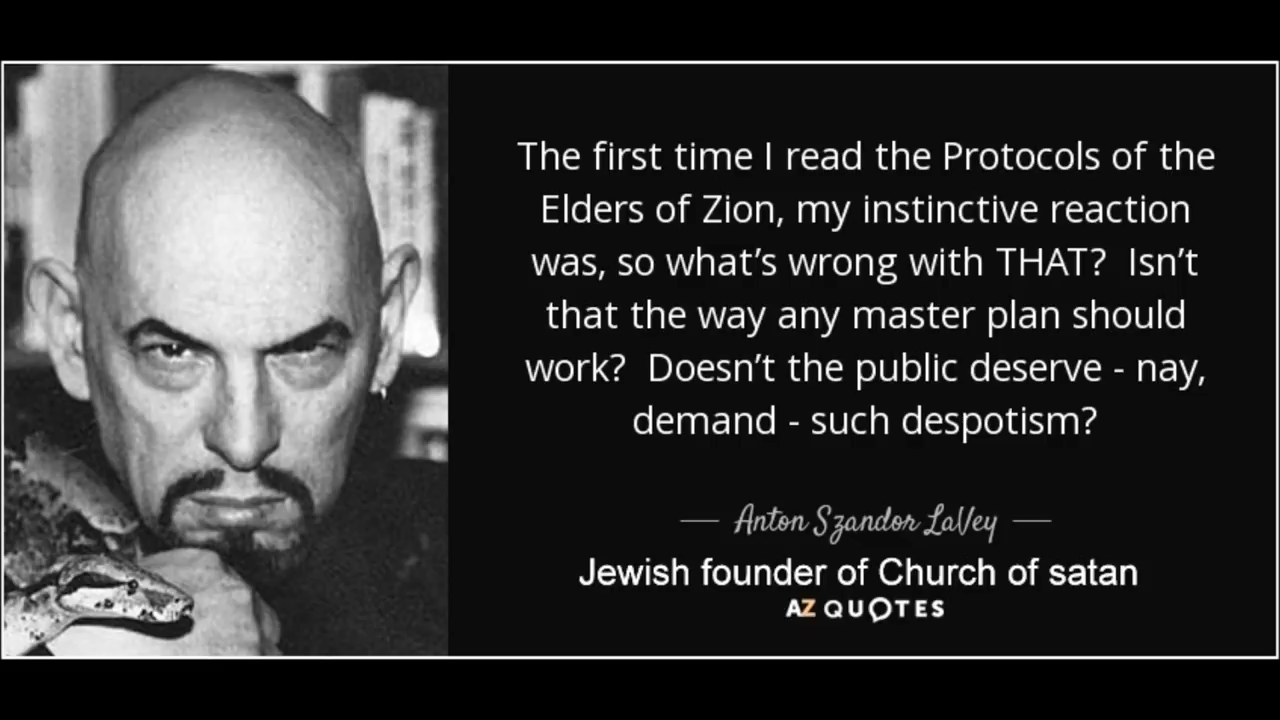 The first time I read the Protocols of the
Elders of Zion, my instinctive reaction
was, so what’s wrong with THAT?  Isn’t
that the way any master plan should
work?  Doesn’t the public deserve - nay,
demand - such despotism?
Anton Szandor LaVey
Jewish founder of Church of satan
AZ QUOTES